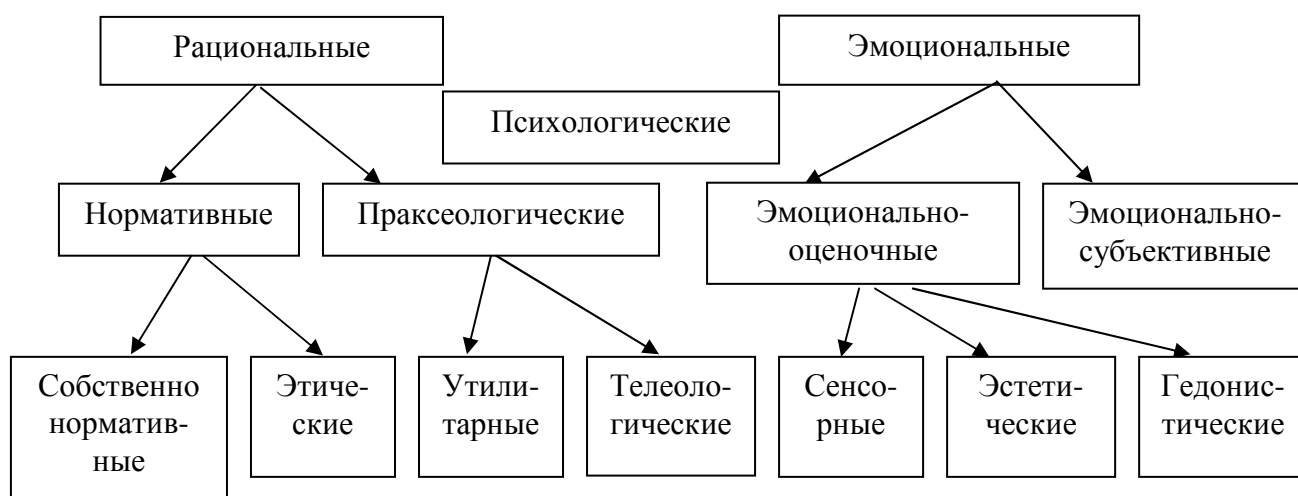 Рациональные
Эмоциональные
Психологические
Нормативные
Праксеологические
Эмоционально-
оценочные
Эмоционально-
субъективные
Собственно
норматив-
ные
Этиче-
ские
Утили-
тарные
Телеоло-
гические
Сенсо-
рные
Эстети-
ческие
Гедонис-
тические